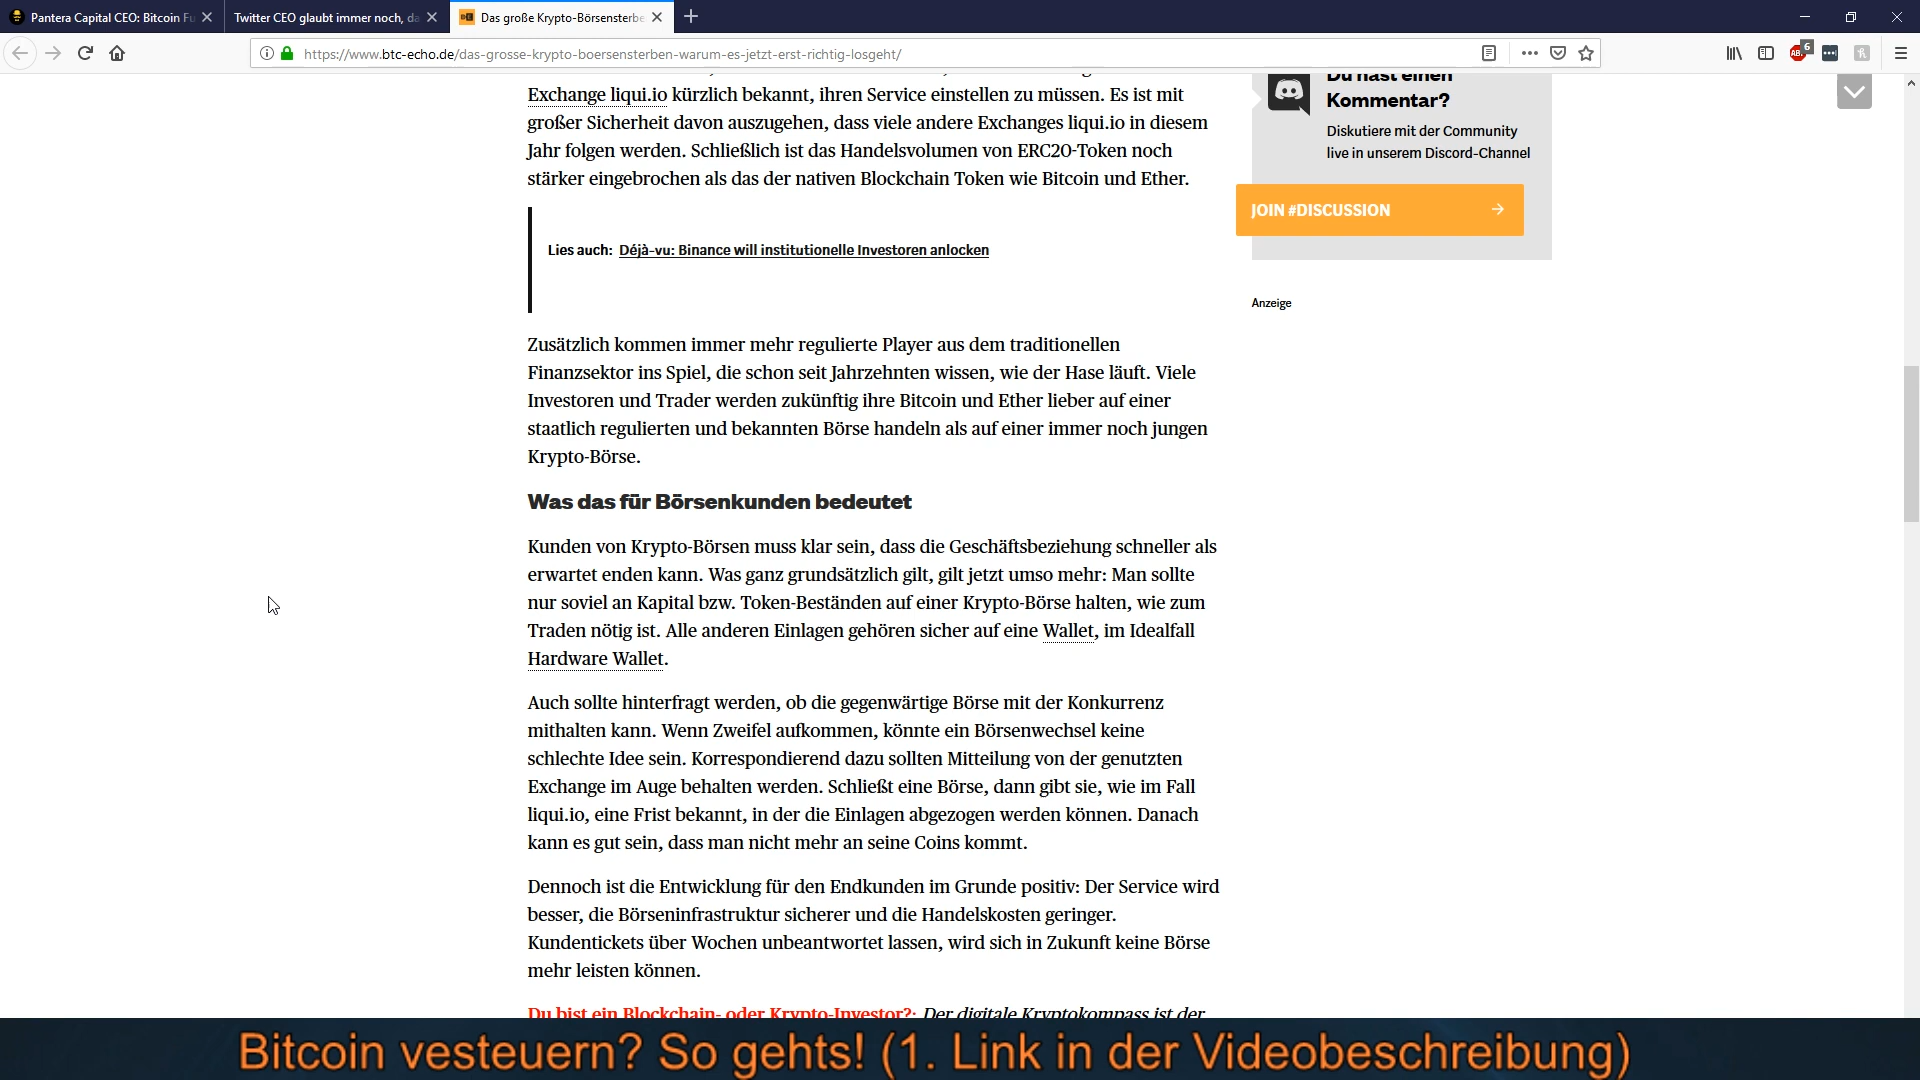 Pantera Capital CEO: Bitcoin Fu
Twitter CEO glaubt immer noch, da
Das große Krypto-Börsensterbe
https://www.btc-echo.de/das-grosse-krypto-boersensterben-warum-es-jetzt-erst-richtig-losgeht/
ABP
6
Exchange liqui.io kürzlich bekannt, ihren Service einstellen zu müssen. Es ist mit
großer Sicherheit davon auszugehen, dass viele andere Exchanges liqui.io in diesem
Jahr folgen werden. Schließlich ist das Handelsvolumen von ERC20-Token noch
stärker eingebrochen als das der nativen Blockchain Token wie Bitcoin und Ether.
Lies auch: Déjà-vu: Binance will institutionelle Investoren anlocken
Zusätzlich kommen immer mehr regulierte Player aus dem traditionellen
Finanzsektor ins Spiel, die schon seit Jahrzehnten wissen, wie der Hase läuft. Viele
Investoren und Trader werden zukünftig ihre Bitcoin und Ether lieber auf einer
staatlich regulierten und bekannten Börse handeln als auf einer immer noch jungen
Krypto-Börse.
Was das für Börsenkunden bedeutet
Kunden von Krypto-Börsen muss klar sein, dass die Geschäftsbeziehung schneller als
erwartet enden kann. Was ganz grundsätzlich gilt, gilt jetzt umso mehr: Man sollte
nur soviel an Kapital bzw. Token-Beständen auf einer Krypto-Börse halten, wie zum
Traden nötig ist. Alle anderen Einlagen gehören sicher auf eine Wallet, im Idealfall
Hardware Wallet.
Auch sollte hinterfragt werden, ob die gegenwärtige Börse mit der Konkurrenz
mithalten kann. Wenn Zweifel aufkommen, könnte ein Börsenwechsel keine
schlechte Idee sein. Korrespondierend dazu sollten Mitteilung von der genutzten
Exchange im Auge behalten werden. Schließt eine Börse, dann gibt sie, wie im Fall
liqui.io, eine Frist bekannt, in der die Einlagen abgezogen werden können. Danach
kann es gut sein, dass man nicht mehr an seine Coins kommt.
Dennoch ist die Entwicklung für den Endkunden im Grunde positiv: Der Service wird
besser, die Börseninfrastruktur sicherer und die Handelskosten geringer.
Kundentickets über Wochen unbeantwortet lassen, wird sich in Zukunft keine Börse
mehr leisten können.
Du bist ein Blockchain- oder Krypto-Investor?: Der digitale Kryptokompass ist der
Du hast einen
Kommentar?
Diskutiere mit der Community
live in unserem Discord-Channel
JOIN #DISCUSSION
Anzeige
Bitcoin vesteuern? So gehts! (1. Link in der Videobeschreibung)